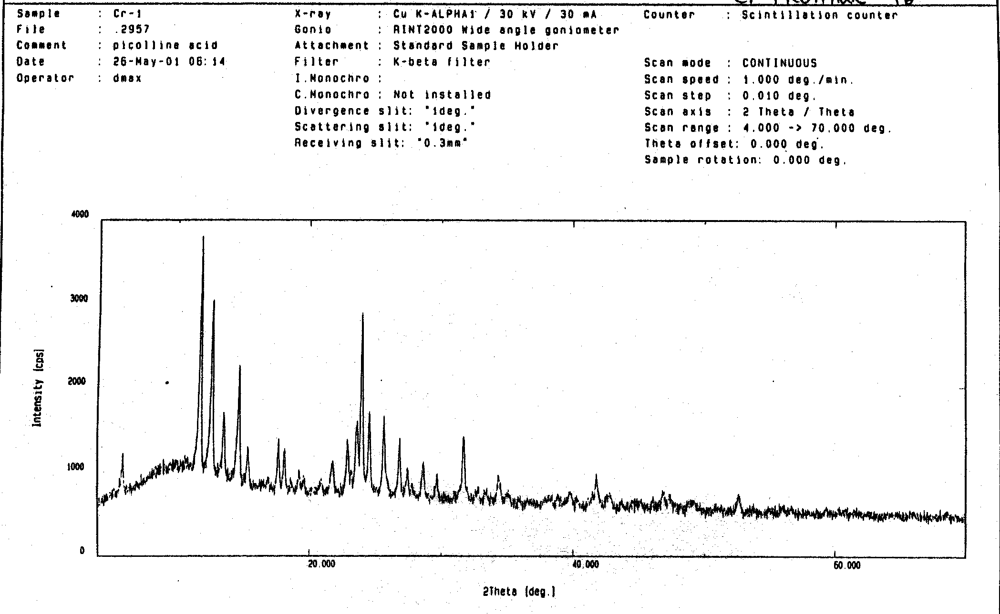 Sample : Cr-1
File : .2957
Comment : picolline acid
Date : 26-May-01 06:14
Operator : dmax
X-ray : Cu K-ALPHA1 / 30 kV / 30 mA
Gonio : RINT2000 Wide angle goniometer
Attachment : Standard Sample Holder
Filter : K-beta filter
I.Monochro :
C.Monochro : Not installed
Divergence slit: "1deg."
Scattering slit: "1deg."
Receiving slit: "0.3mm"
Counter : Scintillation counter
Scan mode : CONTINUOUS
Scan speed : 1.000 deg./min.
Scan step : 0.010 deg.
Scan axis : 2 Theta / Theta
Scan range : 4.000 -> 70.000 deg.
Theta offset: 0.000 deg.
Sample rotation: 0.000 deg.
4000
3000
2000
1000
0
Intensity (cps)
20.000 40.000 60.000
2Theta (deg.)